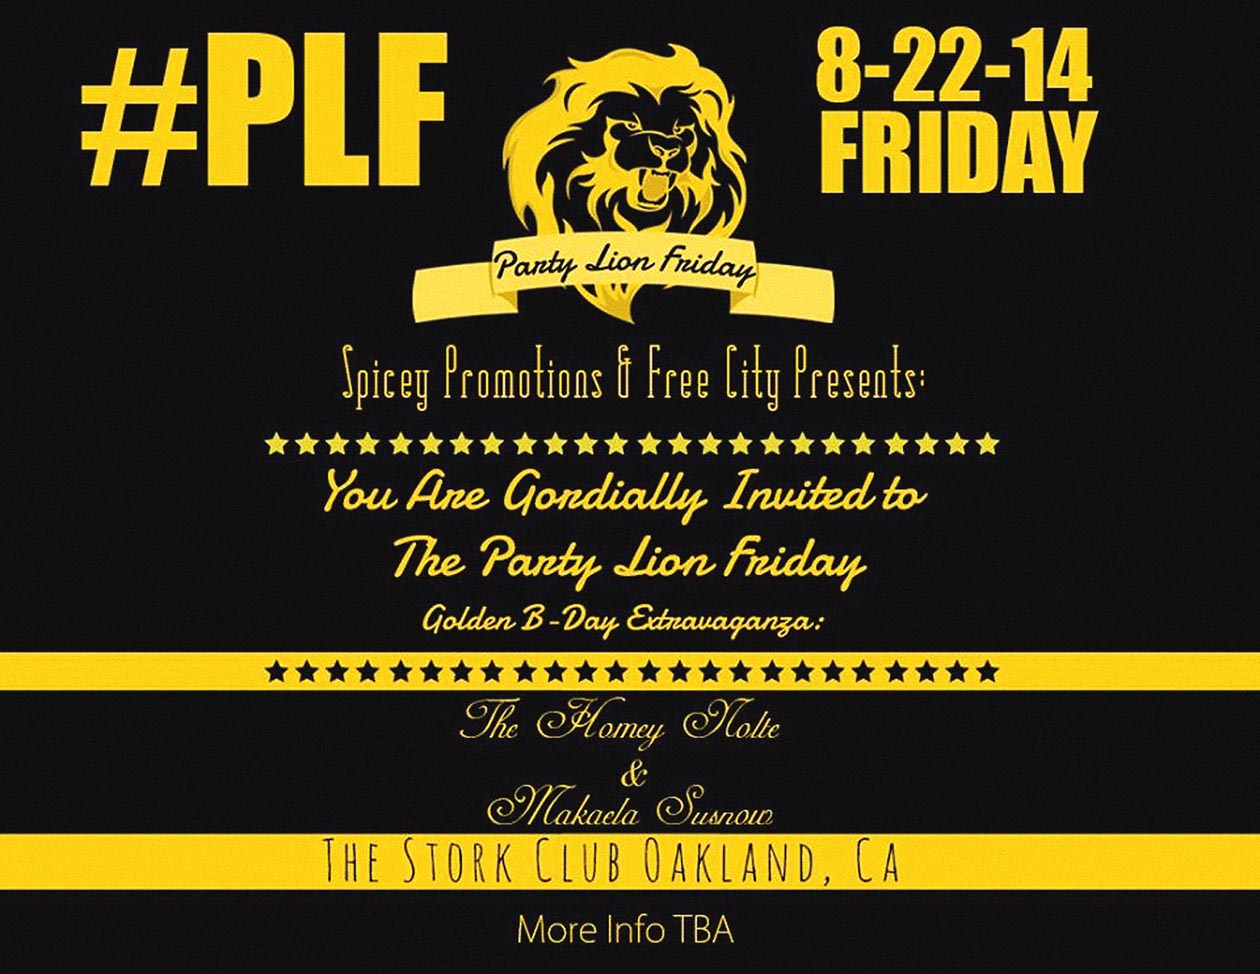 #PLF
8-22-14
FRIDAY
Party Lion Friday
Spicey Promotions & Free City Presents:
You Are Gordially Invited to
The Party Lion Friday
Golden B-Day Extravaganza:
The Homey Nolte
&
Makaela Susnow
THE STORK CLUB OAKLAND, CA
More Info TBA